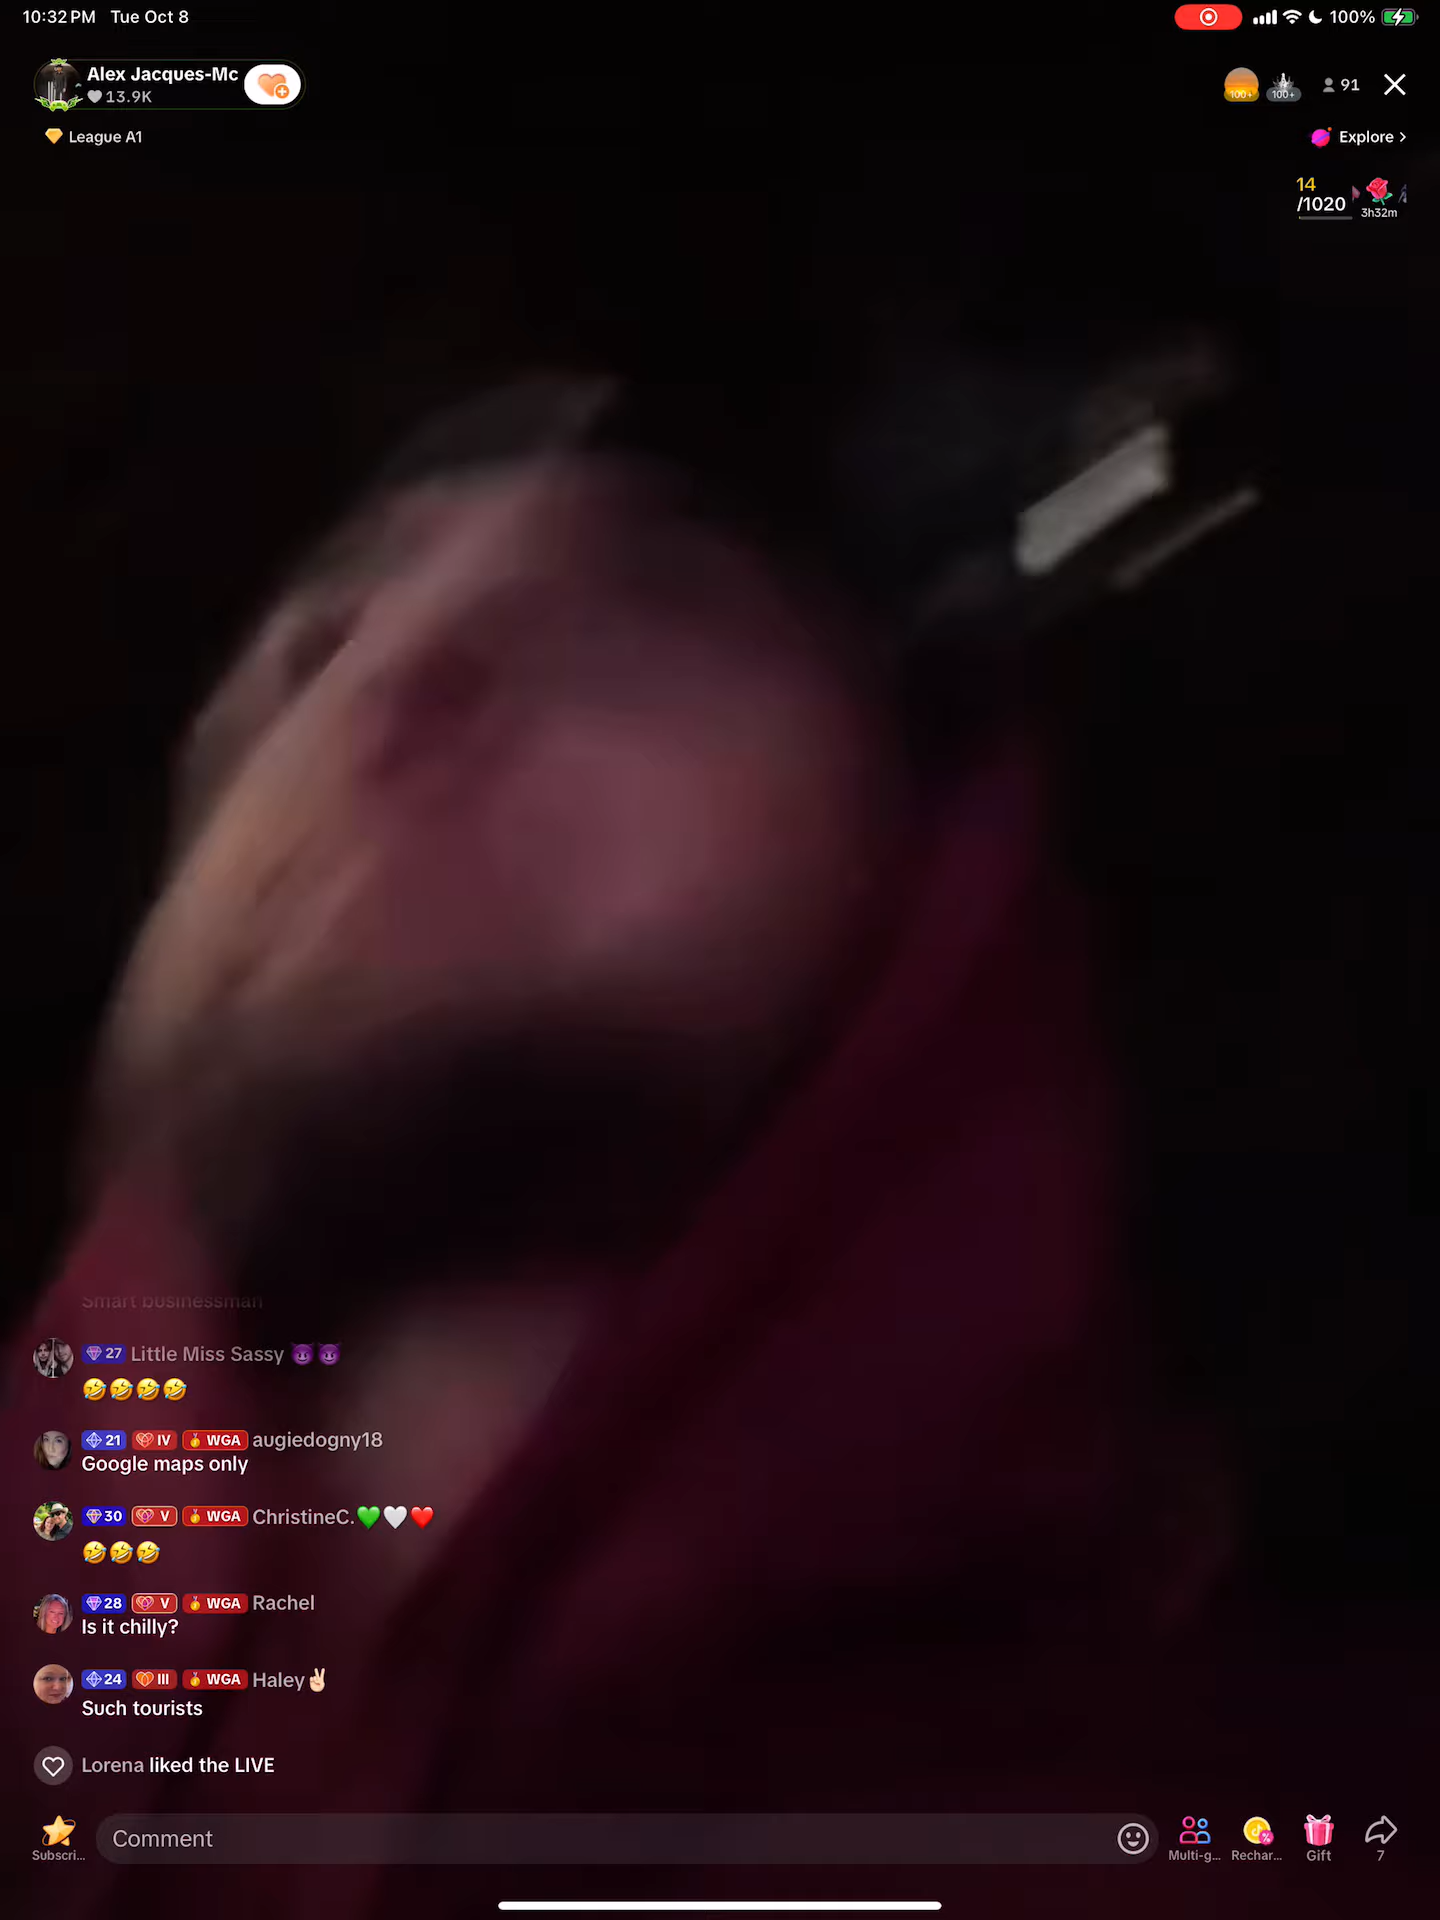 10:32 PM Tue Oct 8
100%
Alex Jacques-Mc
13.9K
100+
100+
91
League A1
Explore >
14
/1020
3h32m
Smart businessman
27 Little Miss Sassy 😈😈
🤣🤣🤣🤣
21 IV WGA augiedogny18
Google maps only
30 V WGA ChristineC.💚🤍❤️
🤣🤣🤣
28 V WGA Rachel
Is it chilly?
24 III WGA Haley✌🏻
Such tourists
Lorena liked the LIVE
Subscri...
Comment
Multi-g...
Rechar...
Gift
7